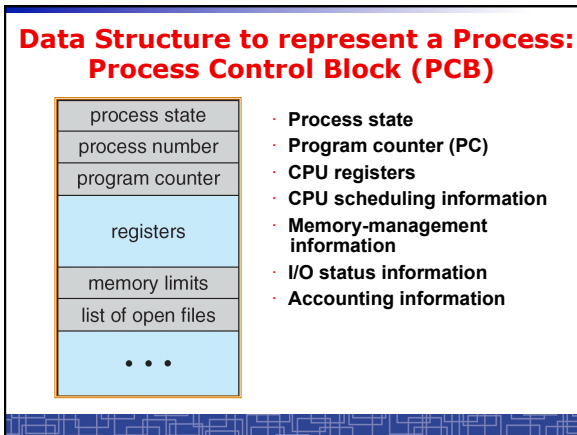 Data Structure to represent a Process:
Process Control Block (PCB)
process state
process number
program counter
registers
memory limits
list of open files
• • •
· Process state
· Program counter (PC)
· CPU registers
· CPU scheduling information
· Memory-management
information
· I/O status information
· Accounting information